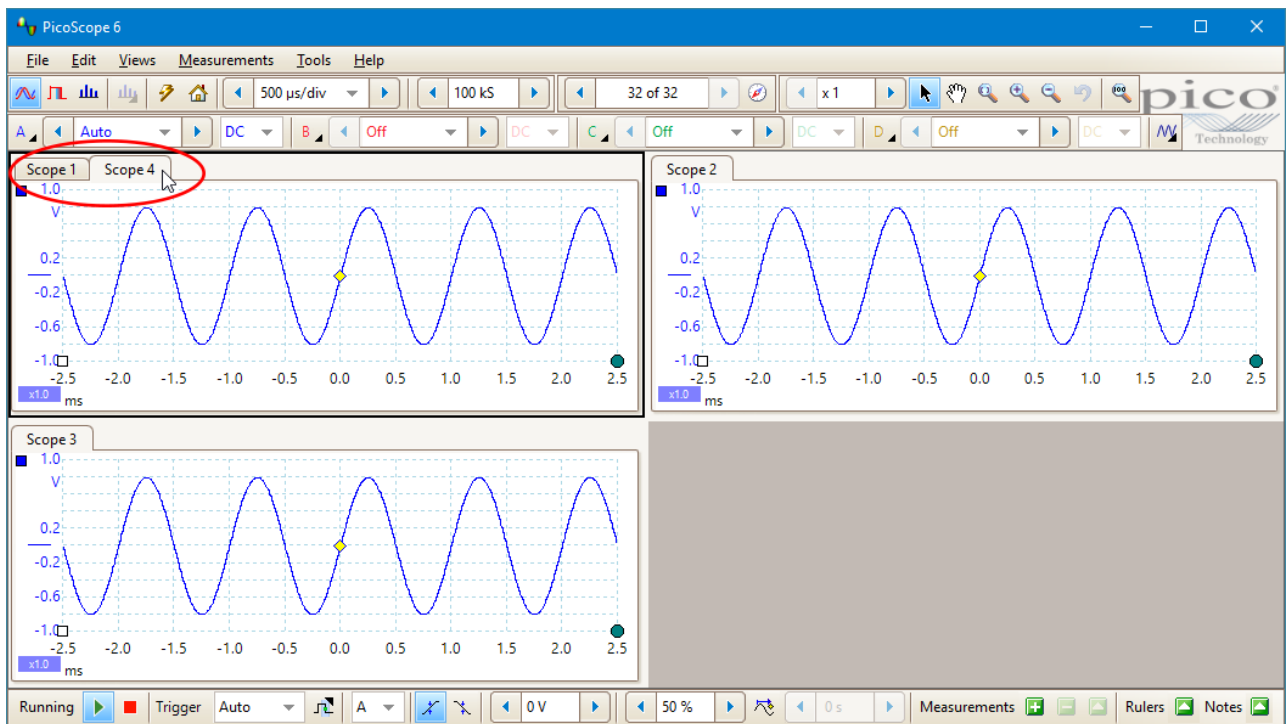 PicoScope 6
File Edit Views Measurements Tools Help
500 µs/div 100 kS 32 of 32 x 1
pico
Technology
A Auto DC B Off DC C Off DC D Off DC
Scope 1 Scope 4
1.0
V
0.2
-0.2
-0.6
-1.0
-2.5 -2.0 -1.5 -1.0 -0.5 0.0 0.5 1.0 1.5 2.0 2.5
x1.0 ms
Scope 2
1.0
V
0.2
-0.2
-0.6
-1.0
-2.5 -2.0 -1.5 -1.0 -0.5 0.0 0.5 1.0 1.5 2.0 2.5
x1.0 ms
Scope 3
1.0
V
0.2
-0.2
-0.6
-1.0
-2.5 -2.0 -1.5 -1.0 -0.5 0.0 0.5 1.0 1.5 2.0 2.5
x1.0 ms
Running Trigger Auto A 0 V 50 % 0 s Measurements Rulers Notes